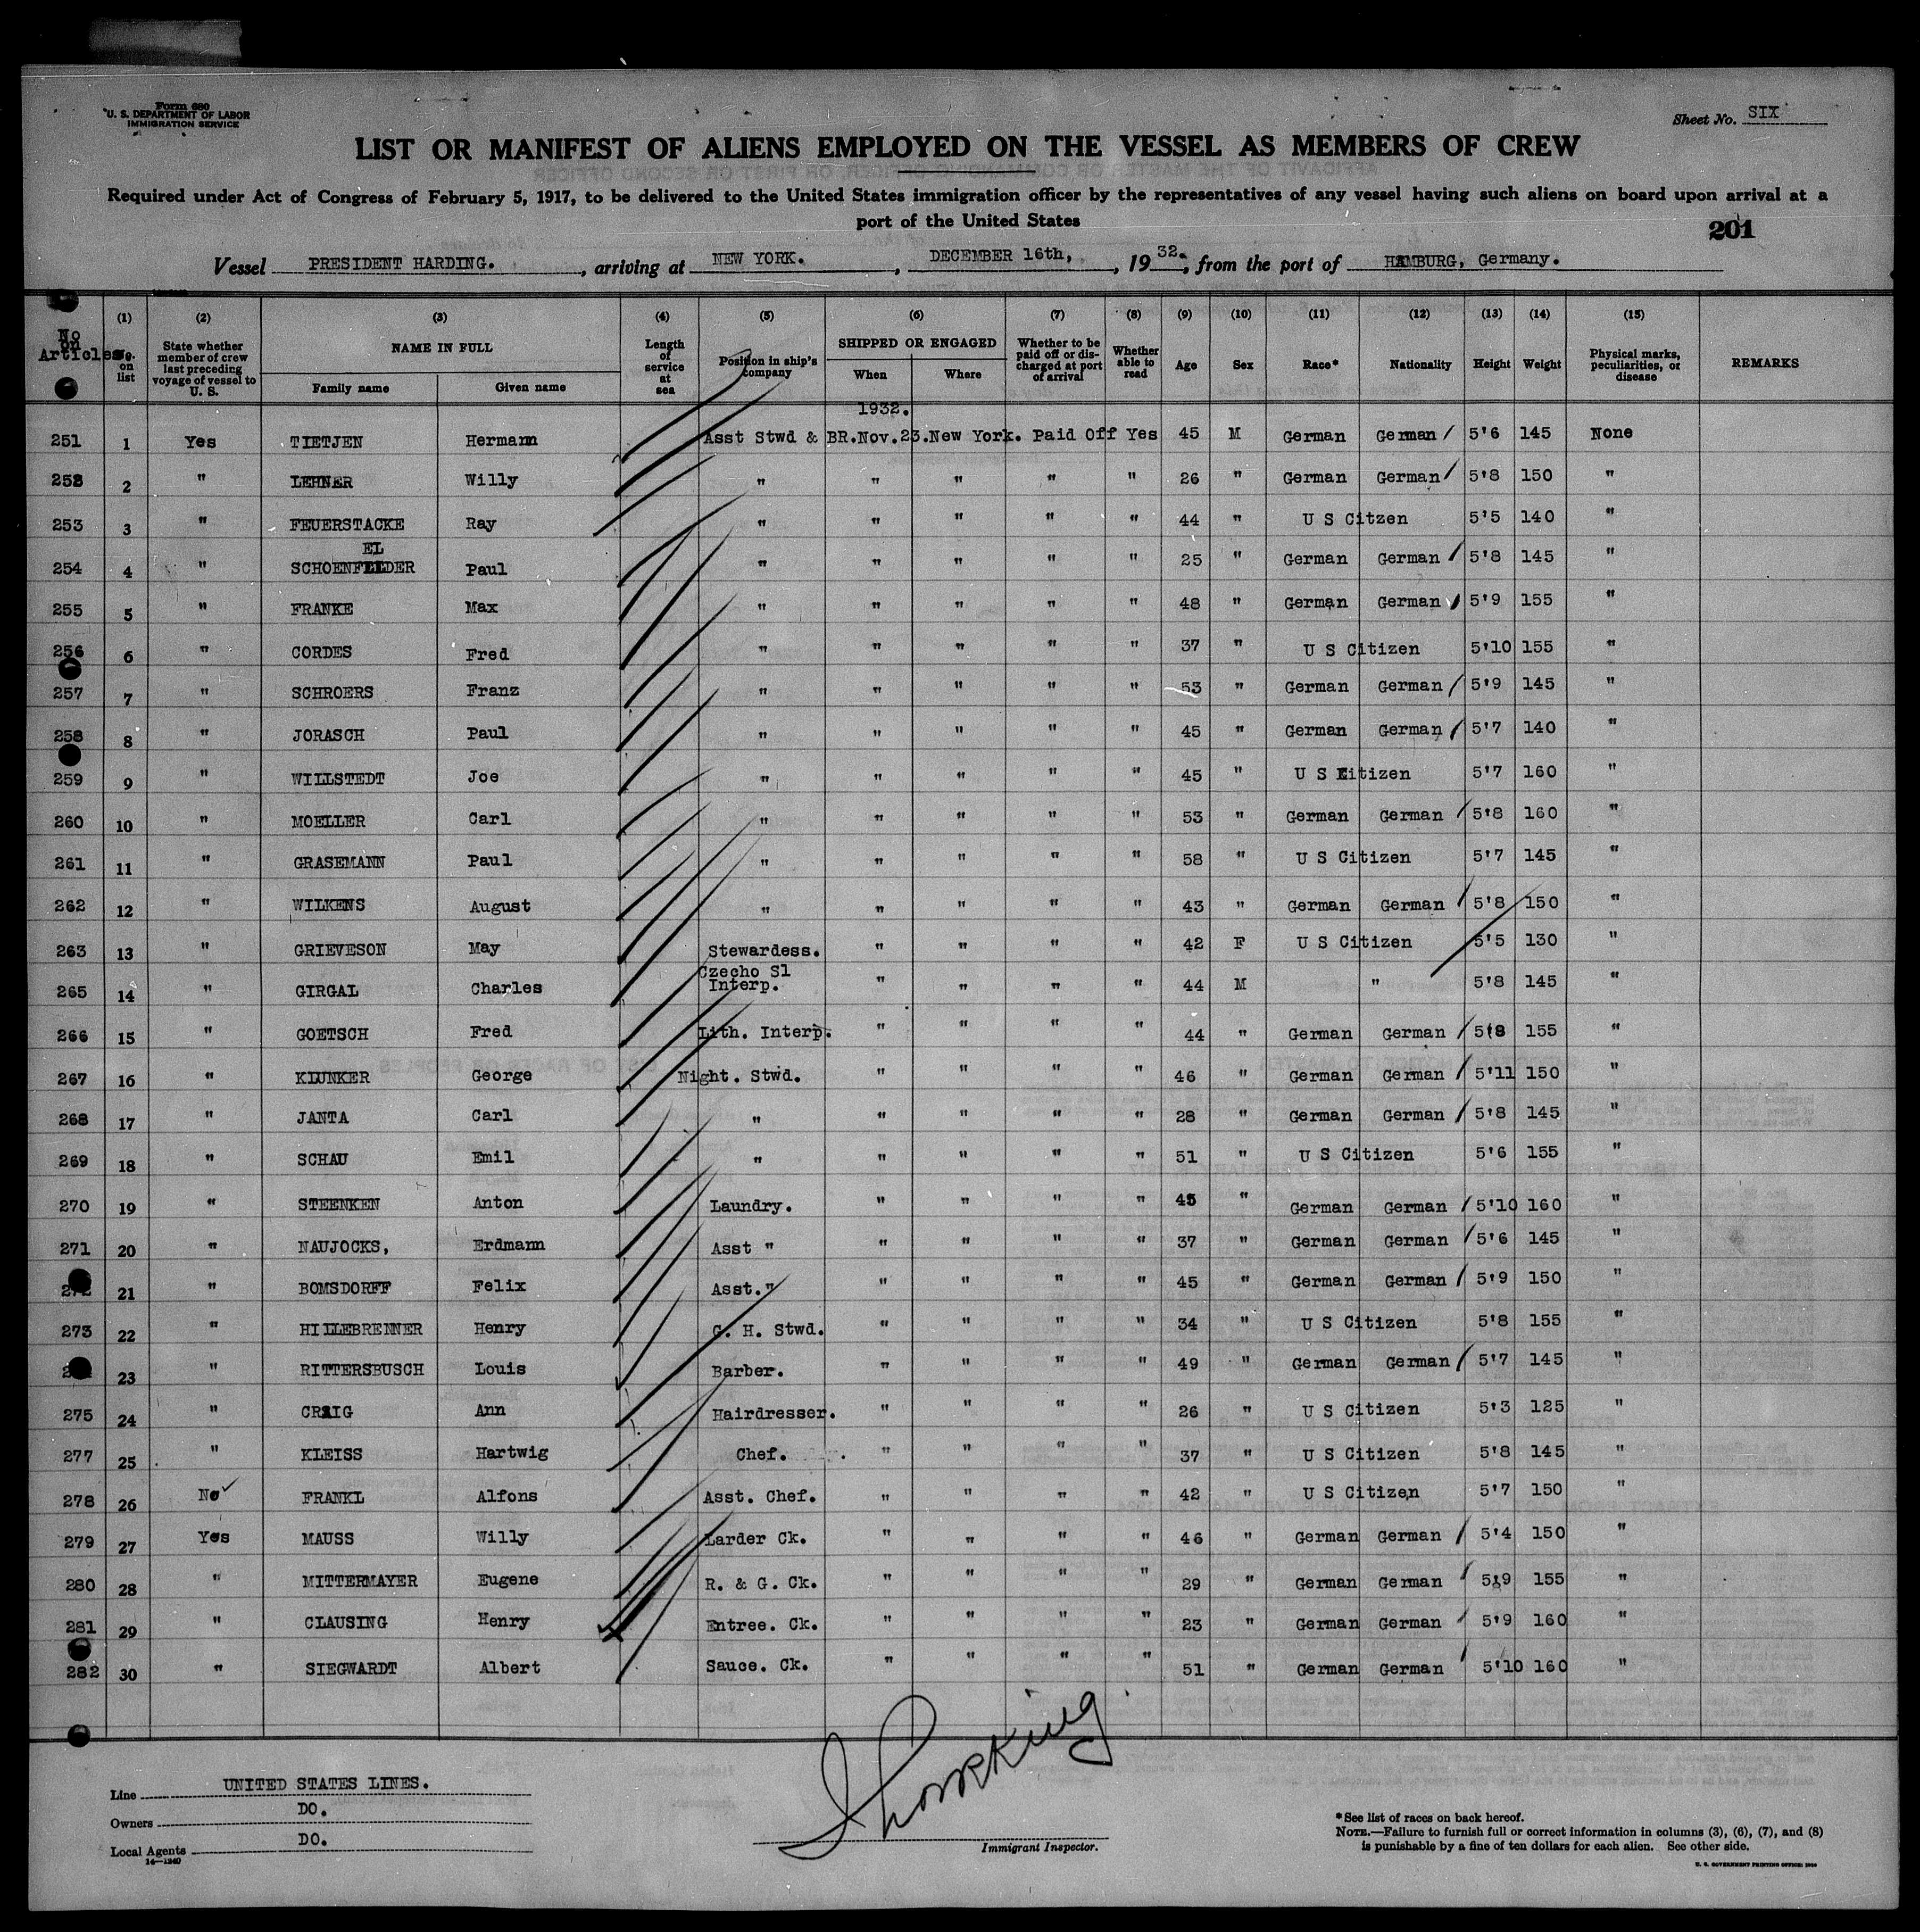 Form 680
U. S. DEPARTMENT OF LABOR
IMMIGRATION SERVICE
Sheet No. SIX
LIST OR MANIFEST OF ALIENS EMPLOYED ON THE VESSEL AS MEMBERS OF CREW
Required under Act of Congress of February 5, 1917, to be delivered to the United States immigration officer by the representatives of any vessel having such aliens on board upon arrival at a
port of the United States
201
Vessel PRESIDENT HARDING. , arriving at NEW YORK. , DECEMBER 16th, , 1932. , from the port of HAMBURG, Germany.
No on Articles (1) No. on list (2) State whether member of crew last preceding voyage of vessel to U. S. (3) NAME IN FULL Family name Given name (4) Length of service at sea (5) Position in ship's company (6) SHIPPED OR ENGAGED When Where (7) Whether to be paid off or discharged at port of arrival (8) Whether able to read (9) Age (10) Sex (11) Race* (12) Nationality (13) Height (14) Weight (15) Physical marks, peculiarities, or disease REMARKS
1932.
251 1 Yes TIETJEN Hermann Asst Stwd & BR. Nov. 23. New York. Paid Off Yes 45 M German German 5'6 145 None
252 2 " LEHNER Willy " " " " " 26 " German German 5'8 150 "
253 3 " FEUERSTACKE Ray " " " " " 44 " U S Citzen 5'5 140 "
EL
254 4 " SCHOENFELDER Paul " " " " " 25 " German German 5'8 145 "
255 5 " FRANKE Max " " " " " 48 " German German 5'9 155 "
256 6 " CORDES Fred " " " " " 37 " U S Citizen 5'10 155 "
257 7 " SCHROERS Franz " " " " " 53 " German German 5'9 145 "
258 8 " JORASCH Paul " " " " " 45 " German German 5'7 140 "
259 9 " WILLSTEDT Joe " " " " " 45 " U S Citizen 5'7 160 "
260 10 " MOELLER Carl " " " " " 53 " German German 5'8 160 "
261 11 " GRASEMANN Paul " " " " " 58 " U S Citizen 5'7 145 "
262 12 " WILKENS August " " " " " 43 " German German 5'8 150 "
263 13 " GRIEVESON May Stewardess. " " " " 42 F U S Citizen 5'5 130 "
265 14 " GIRGAL Charles Czecho Sl Interp. " " " " 44 M " 5'8 145 "
266 15 " GOETSCH Fred Lith. Interp. " " " " 44 " German German 5'8 155 "
267 16 " KLUNKER George Night. Stwd. " " " " 46 " German German 5'11 150 "
268 17 " JANTA Carl " " " " " 28 " German German 5'8 145 "
269 18 " SCHAU Emil " " " " " 51 " U S Citizen 5'6 155 "
270 19 " STEENKEN Anton Laundry. " " " " 45 " German German 5'10 160 "
271 20 " NAUJOCKS, Erdmann Asst " " " " " 37 " German German 5'6 145 "
272 21 " BOMSDORFF Felix Asst. " " " " " 45 " German German 5'9 150 "
273 22 " HILLEBRENNER Henry G. H. Stwd. " " " " 34 " U S Citizen 5'8 155 "
23 " RITTERSBUSCH Louis Barber. " " " " 49 " German German 5'7 145 "
275 24 " CRAIG Ann Hairdresser. " " " " 26 " U S Citizen 5'3 125 "
277 25 " KLEISS Hartwig Chef. " " " " 37 " U S Citizen 5'8 145 "
278 26 No FRANKL Alfons Asst. Chef. " " " " 42 " U S Citizen 5'7 150 "
279 27 Yes MAUSS Willy Larder Ck. " " " " 46 " German German 5'4 150 "
280 28 " MITTERMAYER Eugene R. & G. Ck. " " " " 29 " German German 5'9 155 "
281 29 " CLAUSING Henry Entree. Ck. " " " " 23 " German German 5'9 160 "
282 30 " SIEGWARDT Albert Sauce. Ck. " " " " 51 " German German 5'10 160 "
Line UNITED STATES LINES.
Owners DO.
Local Agents DO.
14—1240
Immigrant Inspector.
*See list of races on back hereof.
NOTE.—Failure to furnish full or correct information in columns (3), (6), (7), and (8)
is punishable by a fine of ten dollars for each alien. See other side.
U. S. GOVERNMENT PRINTING OFFICE: